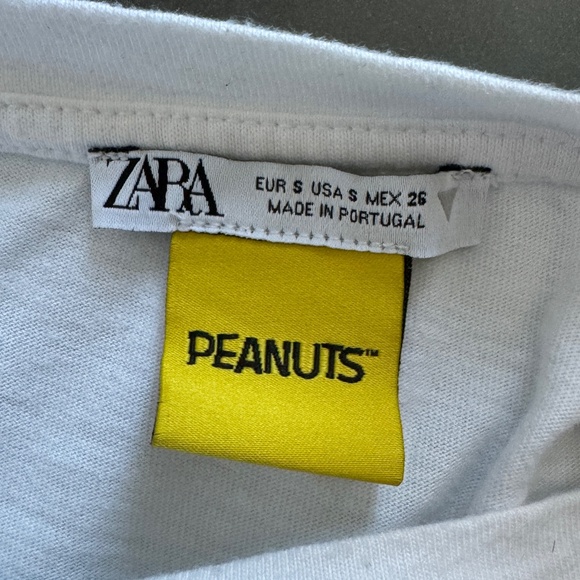 ZARA
EUR S USA S MEX 26
MADE IN PORTUGAL
PEANUTS™